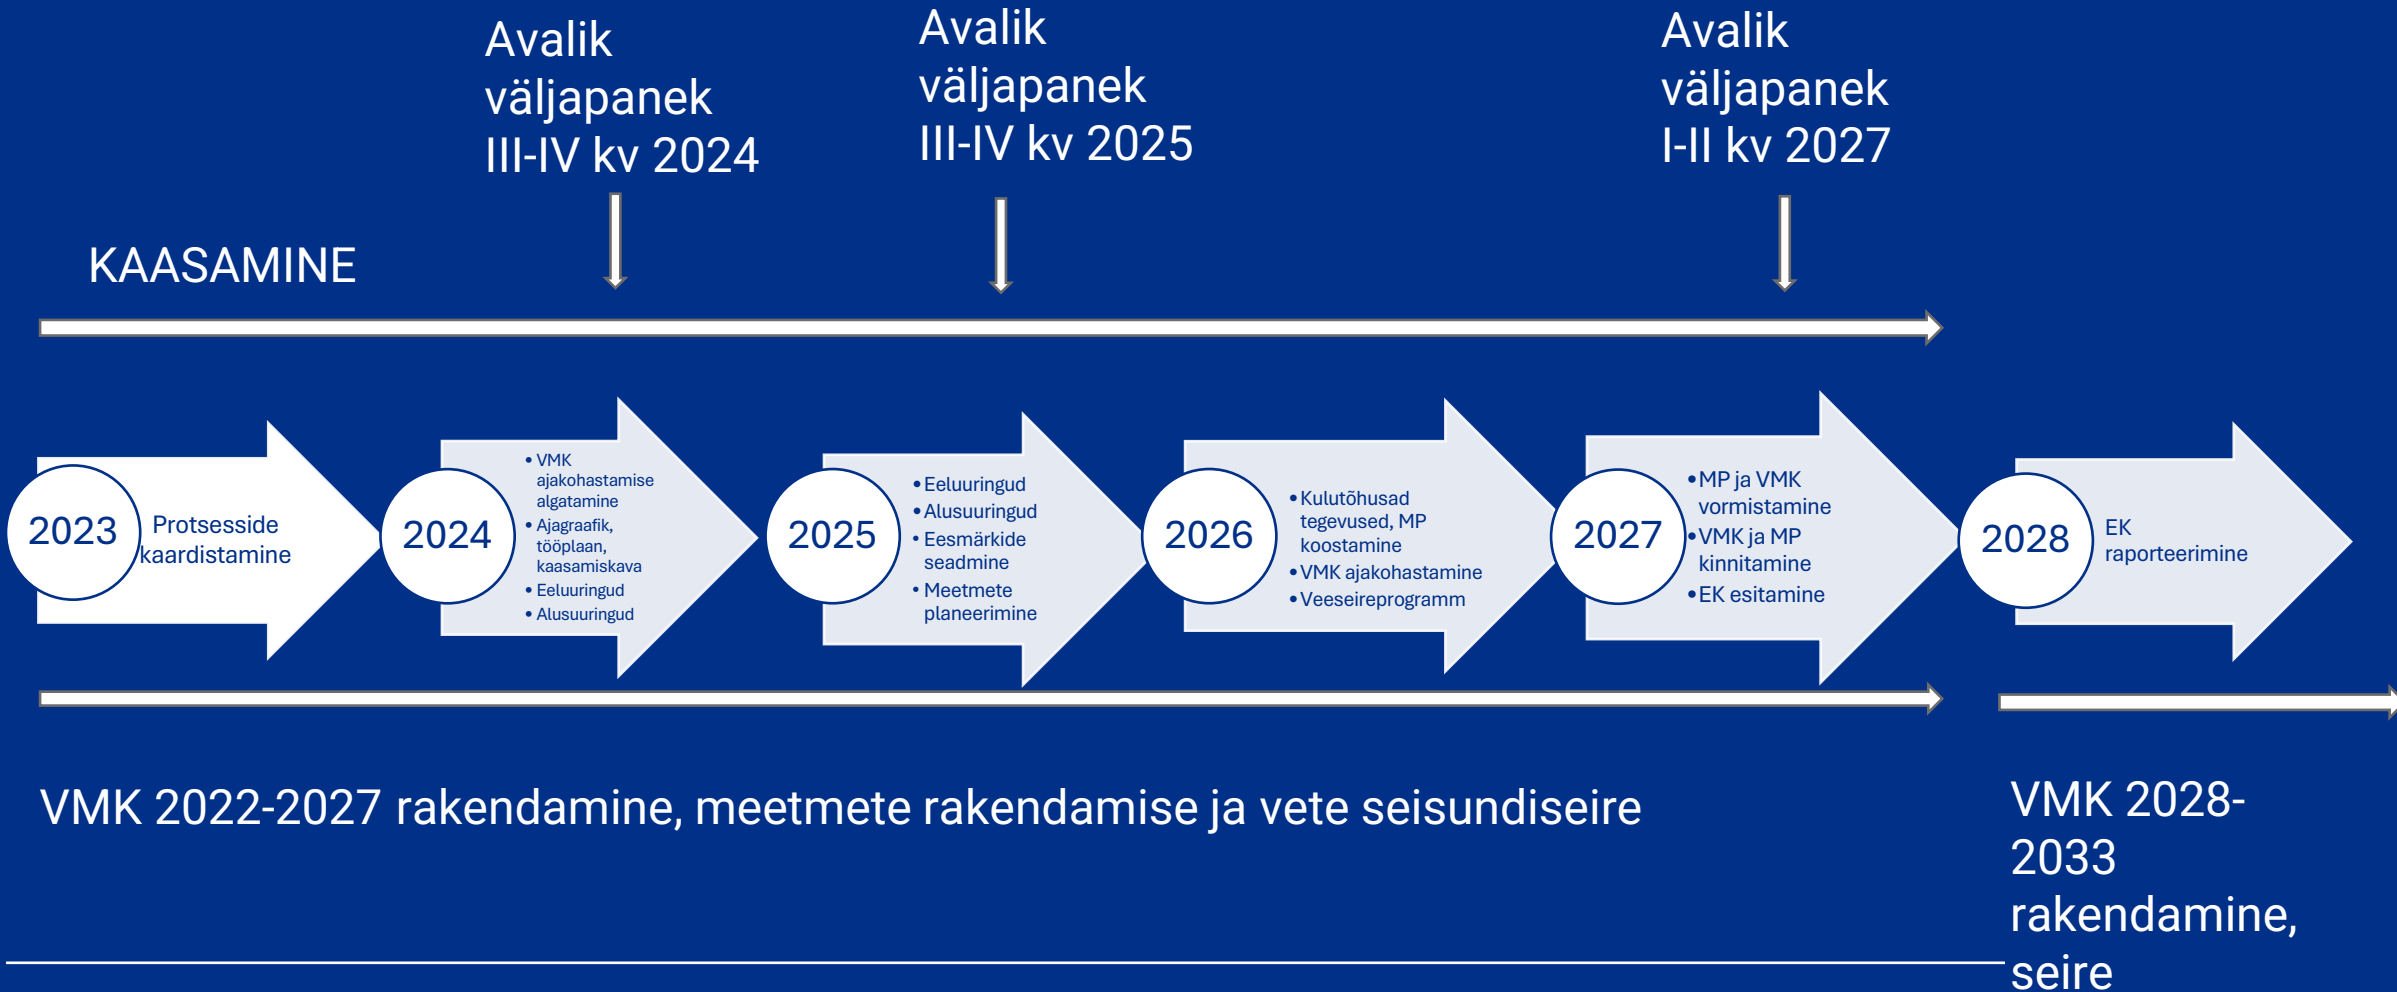 Avalik
väljapanek
III-IV kv 2024
Avalik
väljapanek
III-IV kv 2025
Avalik
väljapanek
I-II kv 2027
KAASAMINE
2023
Protsesside
kaardistamine
2024
• VMK
ajakohastamise
algatamine
• Ajagraafik,
tööplaan,
kaasamiskava
• Eeluuringud
• Alusuuringud
2025
• Eeluuringud
• Alusuuringud
• Eesmärkide
seadmine
• Meetmete
planeerimine
2026
• Kulutõhusad
tegevused, MP
koostamine
• VMK ajakohastamine
• Veeseireprogramm
2027
• MP ja VMK
vormistamine
• VMK ja MP
kinnitamine
• EK esitamine
2028
EK
raporteerimine
VMK 2022-2027 rakendamine, meetmete rakendamise ja vete seisundiseire
VMK 2028-
2033
rakendamine,
seire